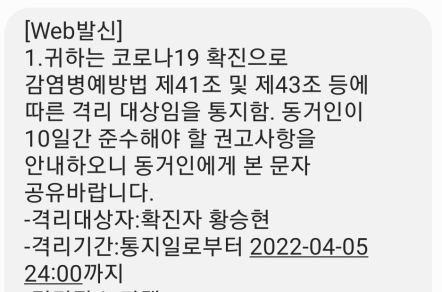 [Web발신]
1.귀하는 코로나19 확진으로
감염병예방법 제41조 및 제43조 등에
따른 격리 대상임을 통지함. 동거인이
10일간 준수해야 할 권고사항을
안내하오니 동거인에게 본 문자
공유바랍니다.
-격리대상자:확진자 황승현
-격리기간:통지일로부터 2022-04-05
24:00까지